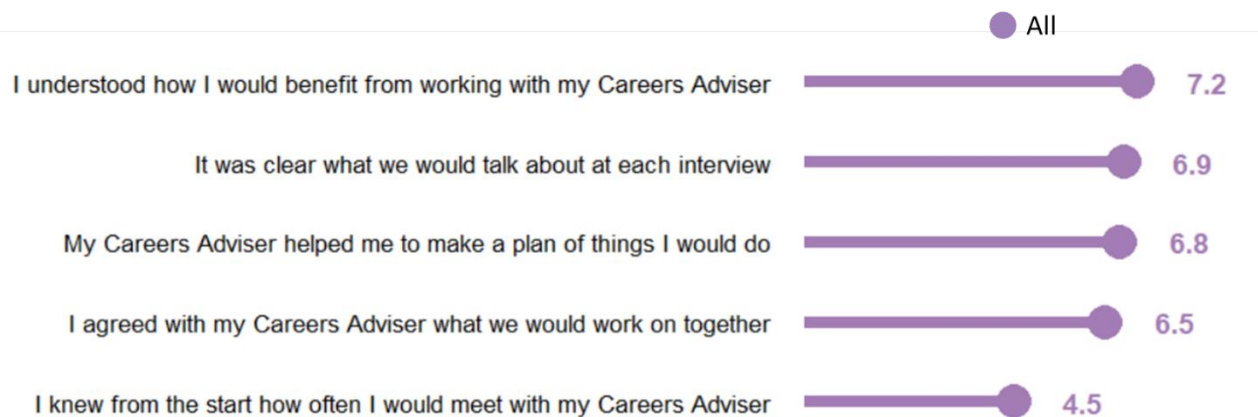 All
I understood how I would benefit from working with my Careers Adviser 7.2
It was clear what we would talk about at each interview 6.9
My Careers Adviser helped me to make a plan of things I would do 6.8
I agreed with my Careers Adviser what we would work on together 6.5
I knew from the start how often I would meet with my Careers Adviser 4.5